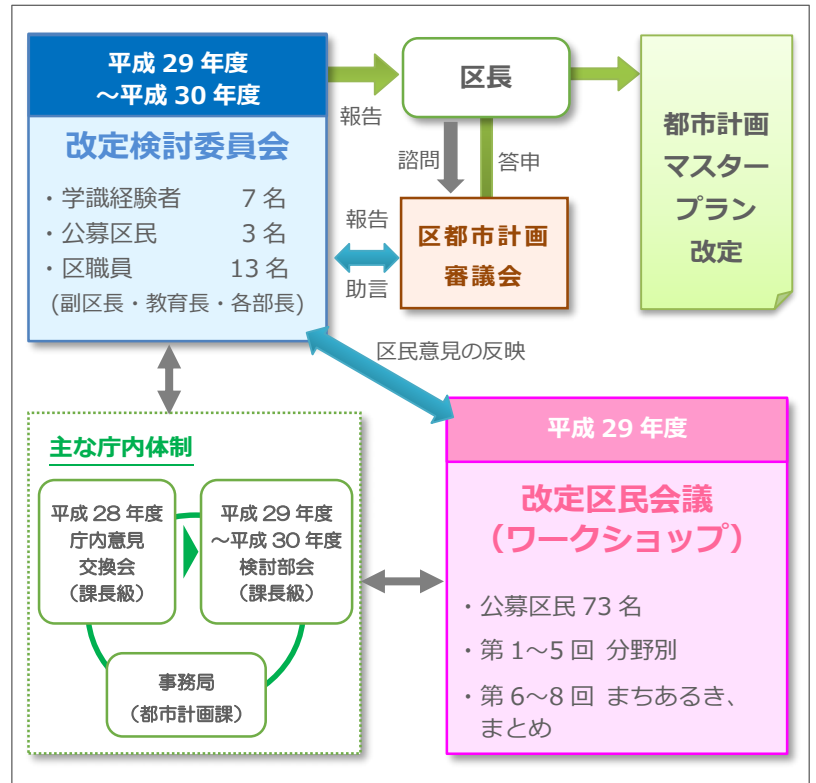 平成 29 年度
～平成 30 年度
改定検討委員会
・学識経験者 7 名
・公募区民 3 名
・区職員 13 名
(副区長・教育長・各部長)
報告
区長
諮問
答申
報告
助言
区都市計画
審議会
都市計画
マスター
プラン
改定
区民意見の反映
主な庁内体制
平成 28 年度
庁内意見
交換会
（課長級）
平成 29 年度
～平成 30 年度
検討部会
（課長級）
事務局
（都市計画課）
平成 29 年度
改定区民会議
（ワークショップ）
・公募区民 73 名
・第 1～5 回 分野別
・第 6～8 回 まちあるき、
まとめ